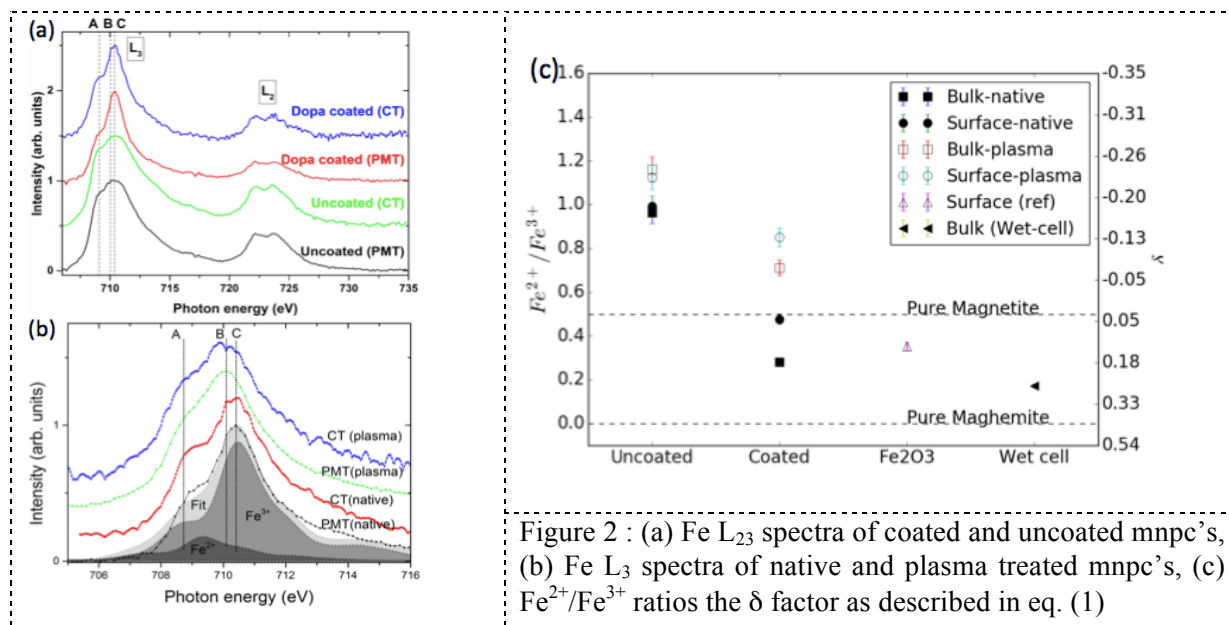 (a)
A B C
L3
L2
Dopa coated (CT)
Dopa coated (PMT)
Uncoated (CT)
Uncoated (PMT)
Intensity (arb. units)
2
1
0
710 715 720 725 730 735
Photon energy (eV)
(b)
A B C
CT (plasma)
PMT(plasma)
CT(native)
PMT(native)
Fit
Fe3+
Fe2+
Intensity (arb. units)
1
0
706 708 710 712 714 716
Photon energy (eV)
(c)
1.6
1.4
1.2
1.0
0.8
0.6
0.4
0.2
0.0
Fe2+/Fe3+
Bulk-native
Surface-native
Bulk-plasma
Surface-plasma
Surface (ref)
Bulk (Wet-cell)
Pure Magnetite
Pure Maghemite
-0.35
-0.31
-0.26
-0.20
-0.13
-0.05
0.05
0.18
0.33
0.54
δ
Uncoated Coated Fe2O3 Wet cell
Figure 2 : (a) Fe L23 spectra of coated and uncoated mnpc's,
(b) Fe L3 spectra of native and plasma treated mnpc's, (c)
Fe2+/Fe3+ ratios the δ factor as described in eq. (1)